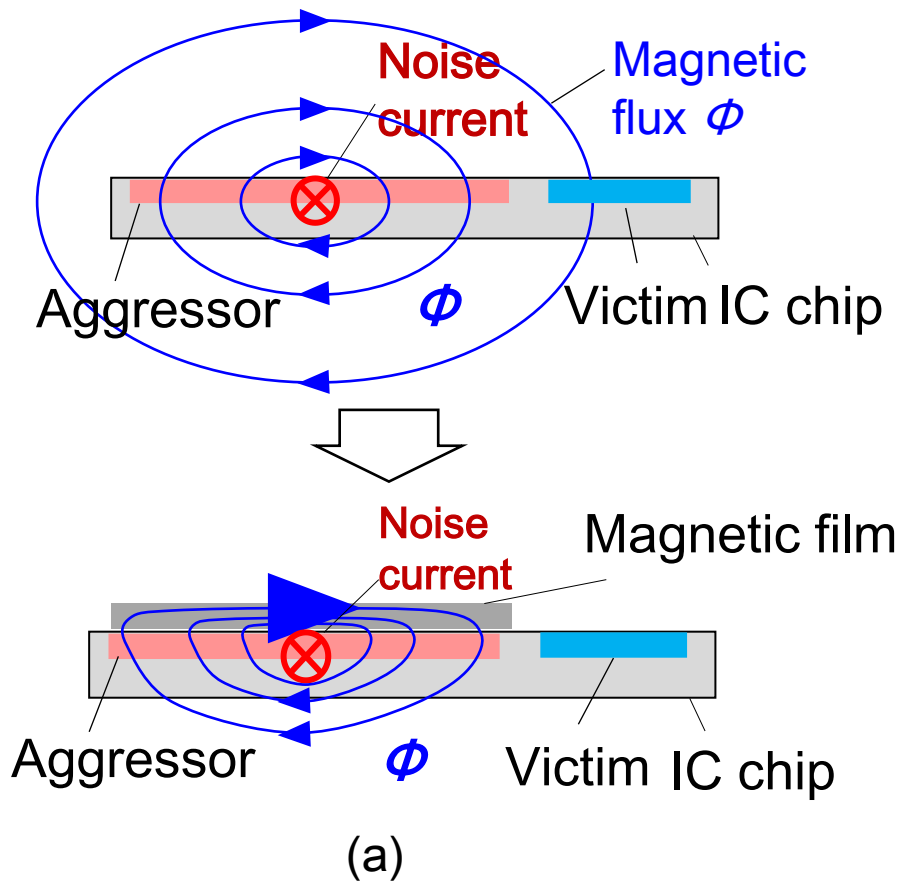 Noise
current
Magnetic
flux Φ
Aggressor
Φ
Victim IC chip
Noise
current
Magnetic film
Aggressor
Φ
Victim IC chip
(a)